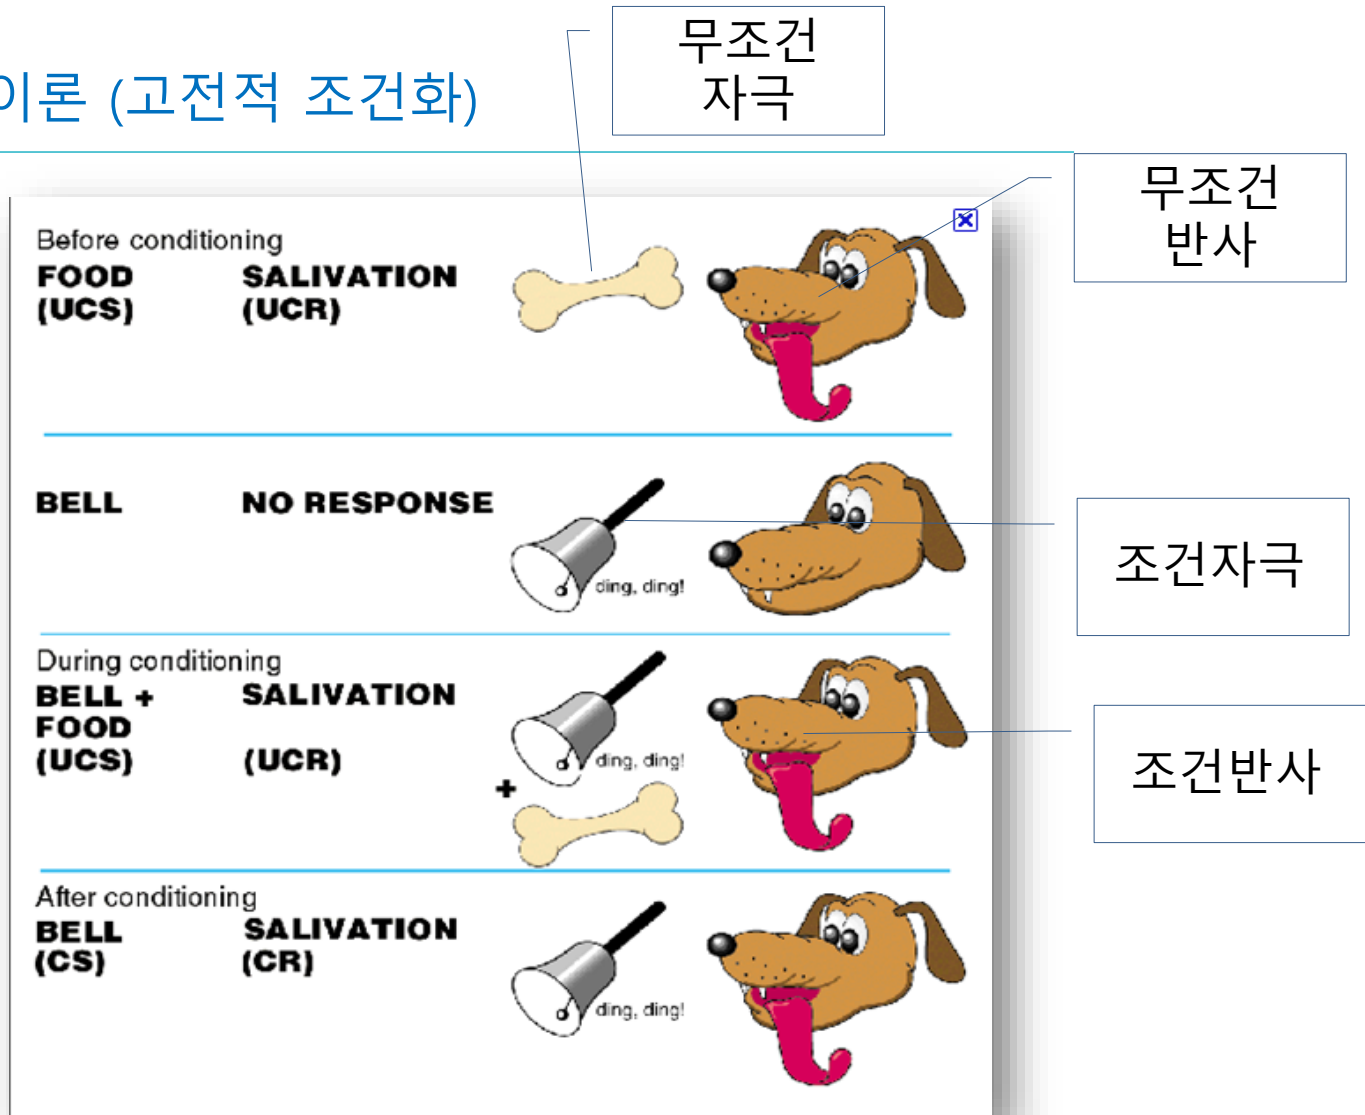 무조건
자극
이론 (고전적 조건화)
무조건
반사
Before conditioning
FOOD SALIVATION
(UCS) (UCR)
BELL NO RESPONSE
ding, ding!
조건자극
During conditioning
BELL + SALIVATION
FOOD
(UCS) (UCR)
ding, ding!
+
조건반사
After conditioning
BELL SALIVATION
(CS) (CR)
ding, ding!